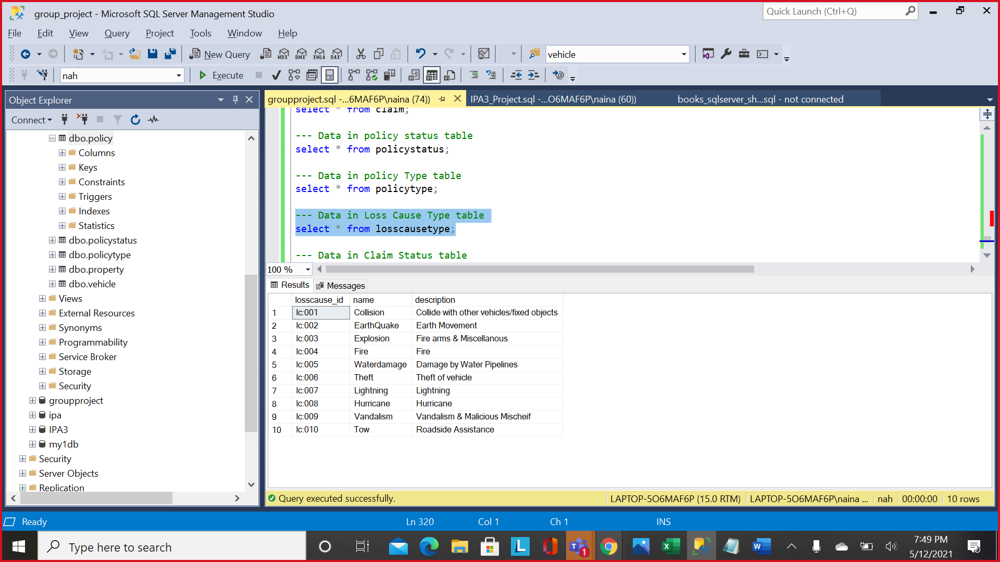 group_project - Microsoft SQL Server Management Studio
Quick Launch (Ctrl+Q)
File Edit View Query Project Tools Window Help
New Query MDX DMX XMLA DAX vehicle
nah Execute
Object Explorer
groupproject.sql -...6MAF6P\naina (74)) IPA3_Project.sql -...O6MAF6P\naina (60)) books_sqlserver_sh...sql - not connected
Connect
dbo.policy
Columns
Keys
Constraints
Triggers
Indexes
Statistics
dbo.policystatus
dbo.policytype
dbo.property
dbo.vehicle
Views
External Resources
Synonyms
Programmability
Service Broker
Storage
Security
groupproject
ipa
IPA3
my1db
Security
Server Objects
Replication
select * from claim;
--- Data in policy status table
select * from policystatus;
--- Data in policy Type table
select * from policytype;
--- Data in Loss Cause Type table
select * from losscausetype;
--- Data in Claim Status table
100 %
Results Messages
losscause_id name description
1 lc:001 Collision Collide with other vehicles/fixed objects
2 lc:002 EarthQuake Earth Movement
3 lc:003 Explosion Fire arms & Miscellanous
4 lc:004 Fire Fire
5 lc:005 Waterdamage Damage by Water Pipelines
6 lc:006 Theft Theft of vehicle
7 lc:007 Lightning Lightning
8 lc:008 Hurricane Hurricane
9 lc:009 Vandalism Vandalism & Malicious Mischeif
10 lc:010 Tow Roadside Assistance
Query executed successfully. LAPTOP-5O6MAF6P (15.0 RTM) LAPTOP-5O6MAF6P\naina ... nah 00:00:00 10 rows
Ready Ln 320 Col 1 Ch 1 INS
Type here to search
7:49 PM
5/12/2021